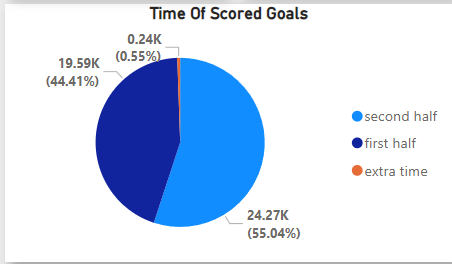 Time Of Scored Goals
0.24K
(0.55%)
19.59K
(44.41%)
second half
first half
extra time
24.27K
(55.04%)